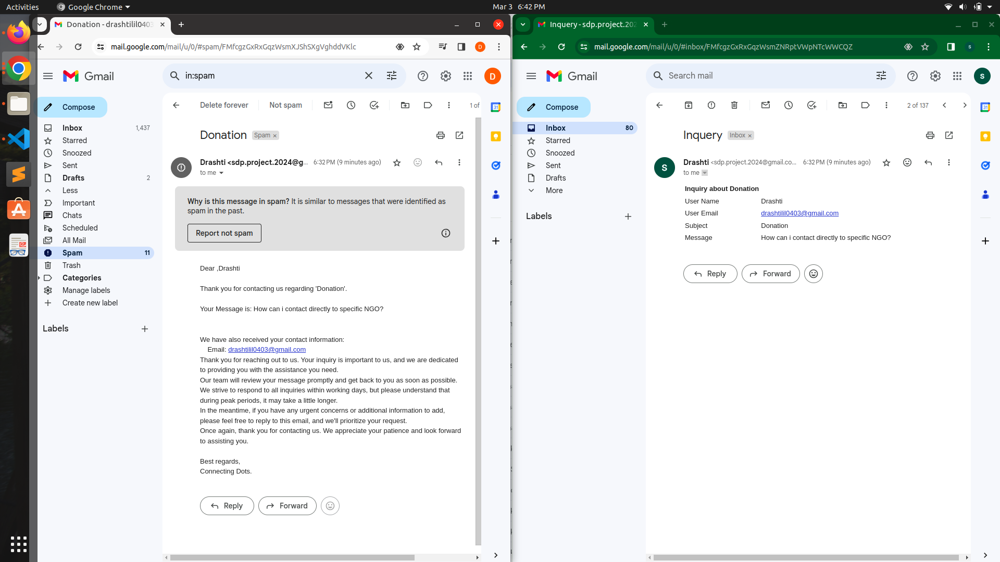 Activities
Google Chrome
Mar 3 6:42 PM
Donation - drashtilil0403
mail.google.com/mail/u/0/#spam/FMfcgzGxRxGqzWsmXJShSXgVghddVKlc
D
Gmail
in:spam
D
Compose
Inbox 1,437
Starred
Snoozed
Sent
Drafts 2
Less
Important
Chats
Scheduled
All Mail
Spam 11
Trash
Categories
Manage labels
Create new label
Labels
Delete forever
Not spam
1 of
Donation Spam ×
Drashti <sdp.project.2024@g... 6:32 PM (9 minutes ago)
to me
Why is this message in spam? It is similar to messages that were identified as
spam in the past.
Report not spam
Dear ,Drashti
Thank you for contacting us regarding 'Donation'.
Your Message is: How can i contact directly to specific NGO?
We have also received your contact information:
Email: drashtilil0403@gmail.com
Thank you for reaching out to us. Your inquiry is important to us, and we are dedicated
to providing you with the assistance you need.
Our team will review your message promptly and get back to you as soon as possible.
We strive to respond to all inquiries within working days, but please understand that
during peak periods, it may take a little longer.
In the meantime, if you have any urgent concerns or additional information to add,
please feel free to reply to this email, and we'll prioritize your request.
Once again, thank you for contacting us. We appreciate your patience and look forward
to assisting you.
Best regards,
Connecting Dots.
Reply
Forward
31
Inquery - sdp.project.202
mail.google.com/mail/u/0/#inbox/FMfcgzGxRxGqzWsmZNRptVWpNTcWWCQZ
S
Gmail
Search mail
S
Compose
Inbox 80
Starred
Snoozed
Sent
Drafts
More
Labels
2 of 137
Inquery Inbox ×
S
Drashti <sdp.project.2024@gmail.co... 6:32 PM (9 minutes ago)
to me
Inquiry about Donation
User Name Drashti
User Email drashtilil0403@gmail.com
Subject Donation
Message How can i contact directly to specific NGO?
Reply
Forward
31